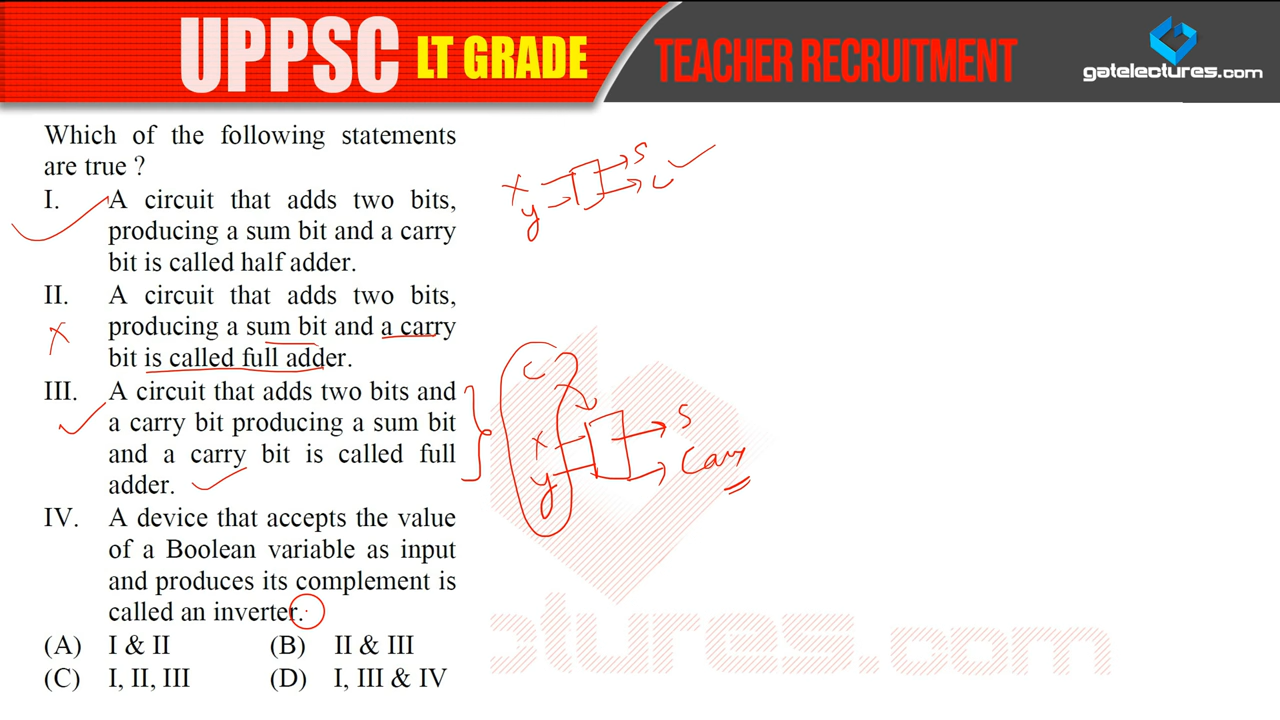 UPPSC LT GRADE TEACHER RECRUITMENT
gatelectures.com
Which of the following statements
are true ?
I. A circuit that adds two bits,
producing a sum bit and a carry
bit is called half adder.
II. A circuit that adds two bits,
producing a sum bit and a carry
bit is called full adder.
III. A circuit that adds two bits and
a carry bit producing a sum bit
and a carry bit is called full
adder.
IV. A device that accepts the value
of a Boolean variable as input
and produces its complement is
called an inverter.
(A) I & II (B) II & III
(C) I, II, III (D) I, III & IV
x
y
S
C
C
x
y
S
Carry
ctures.com